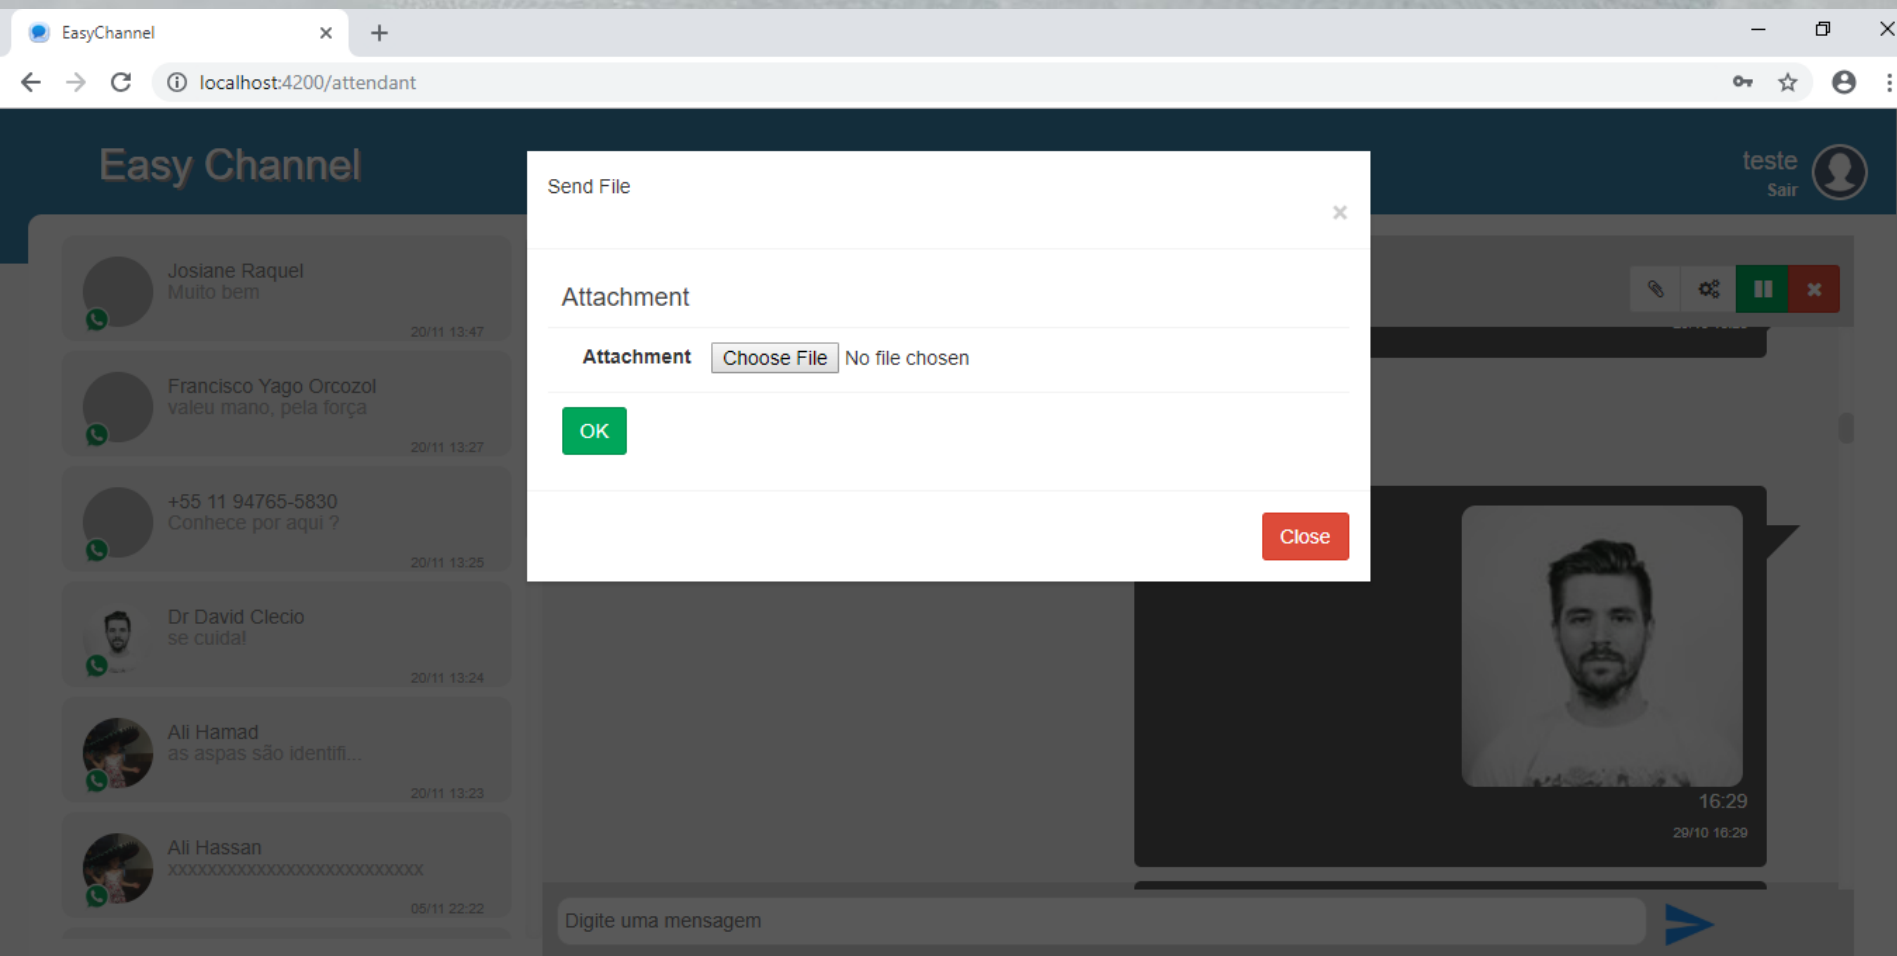 EasyChannel
localhost:4200/attendant
Easy Channel
teste
Sair
Send File
×
Attachment
Attachment Choose File No file chosen
OK
Close
Josiane Raquel
Muito bem
20/11 13:47
Francisco Yago Orcozol
valeu mano, pela força
20/11 13:27
+55 11 94765-5830
Conhece por aqui ?
20/11 13:25
Dr David Clecio
se cuida!
20/11 13:24
Ali Hamad
as aspas são identifi...
20/11 13:23
Ali Hassan
xxxxxxxxxxxxxxxxxxxxxxxxxx
05/11 22:22
16:29
29/10 16:29
Digite uma mensagem